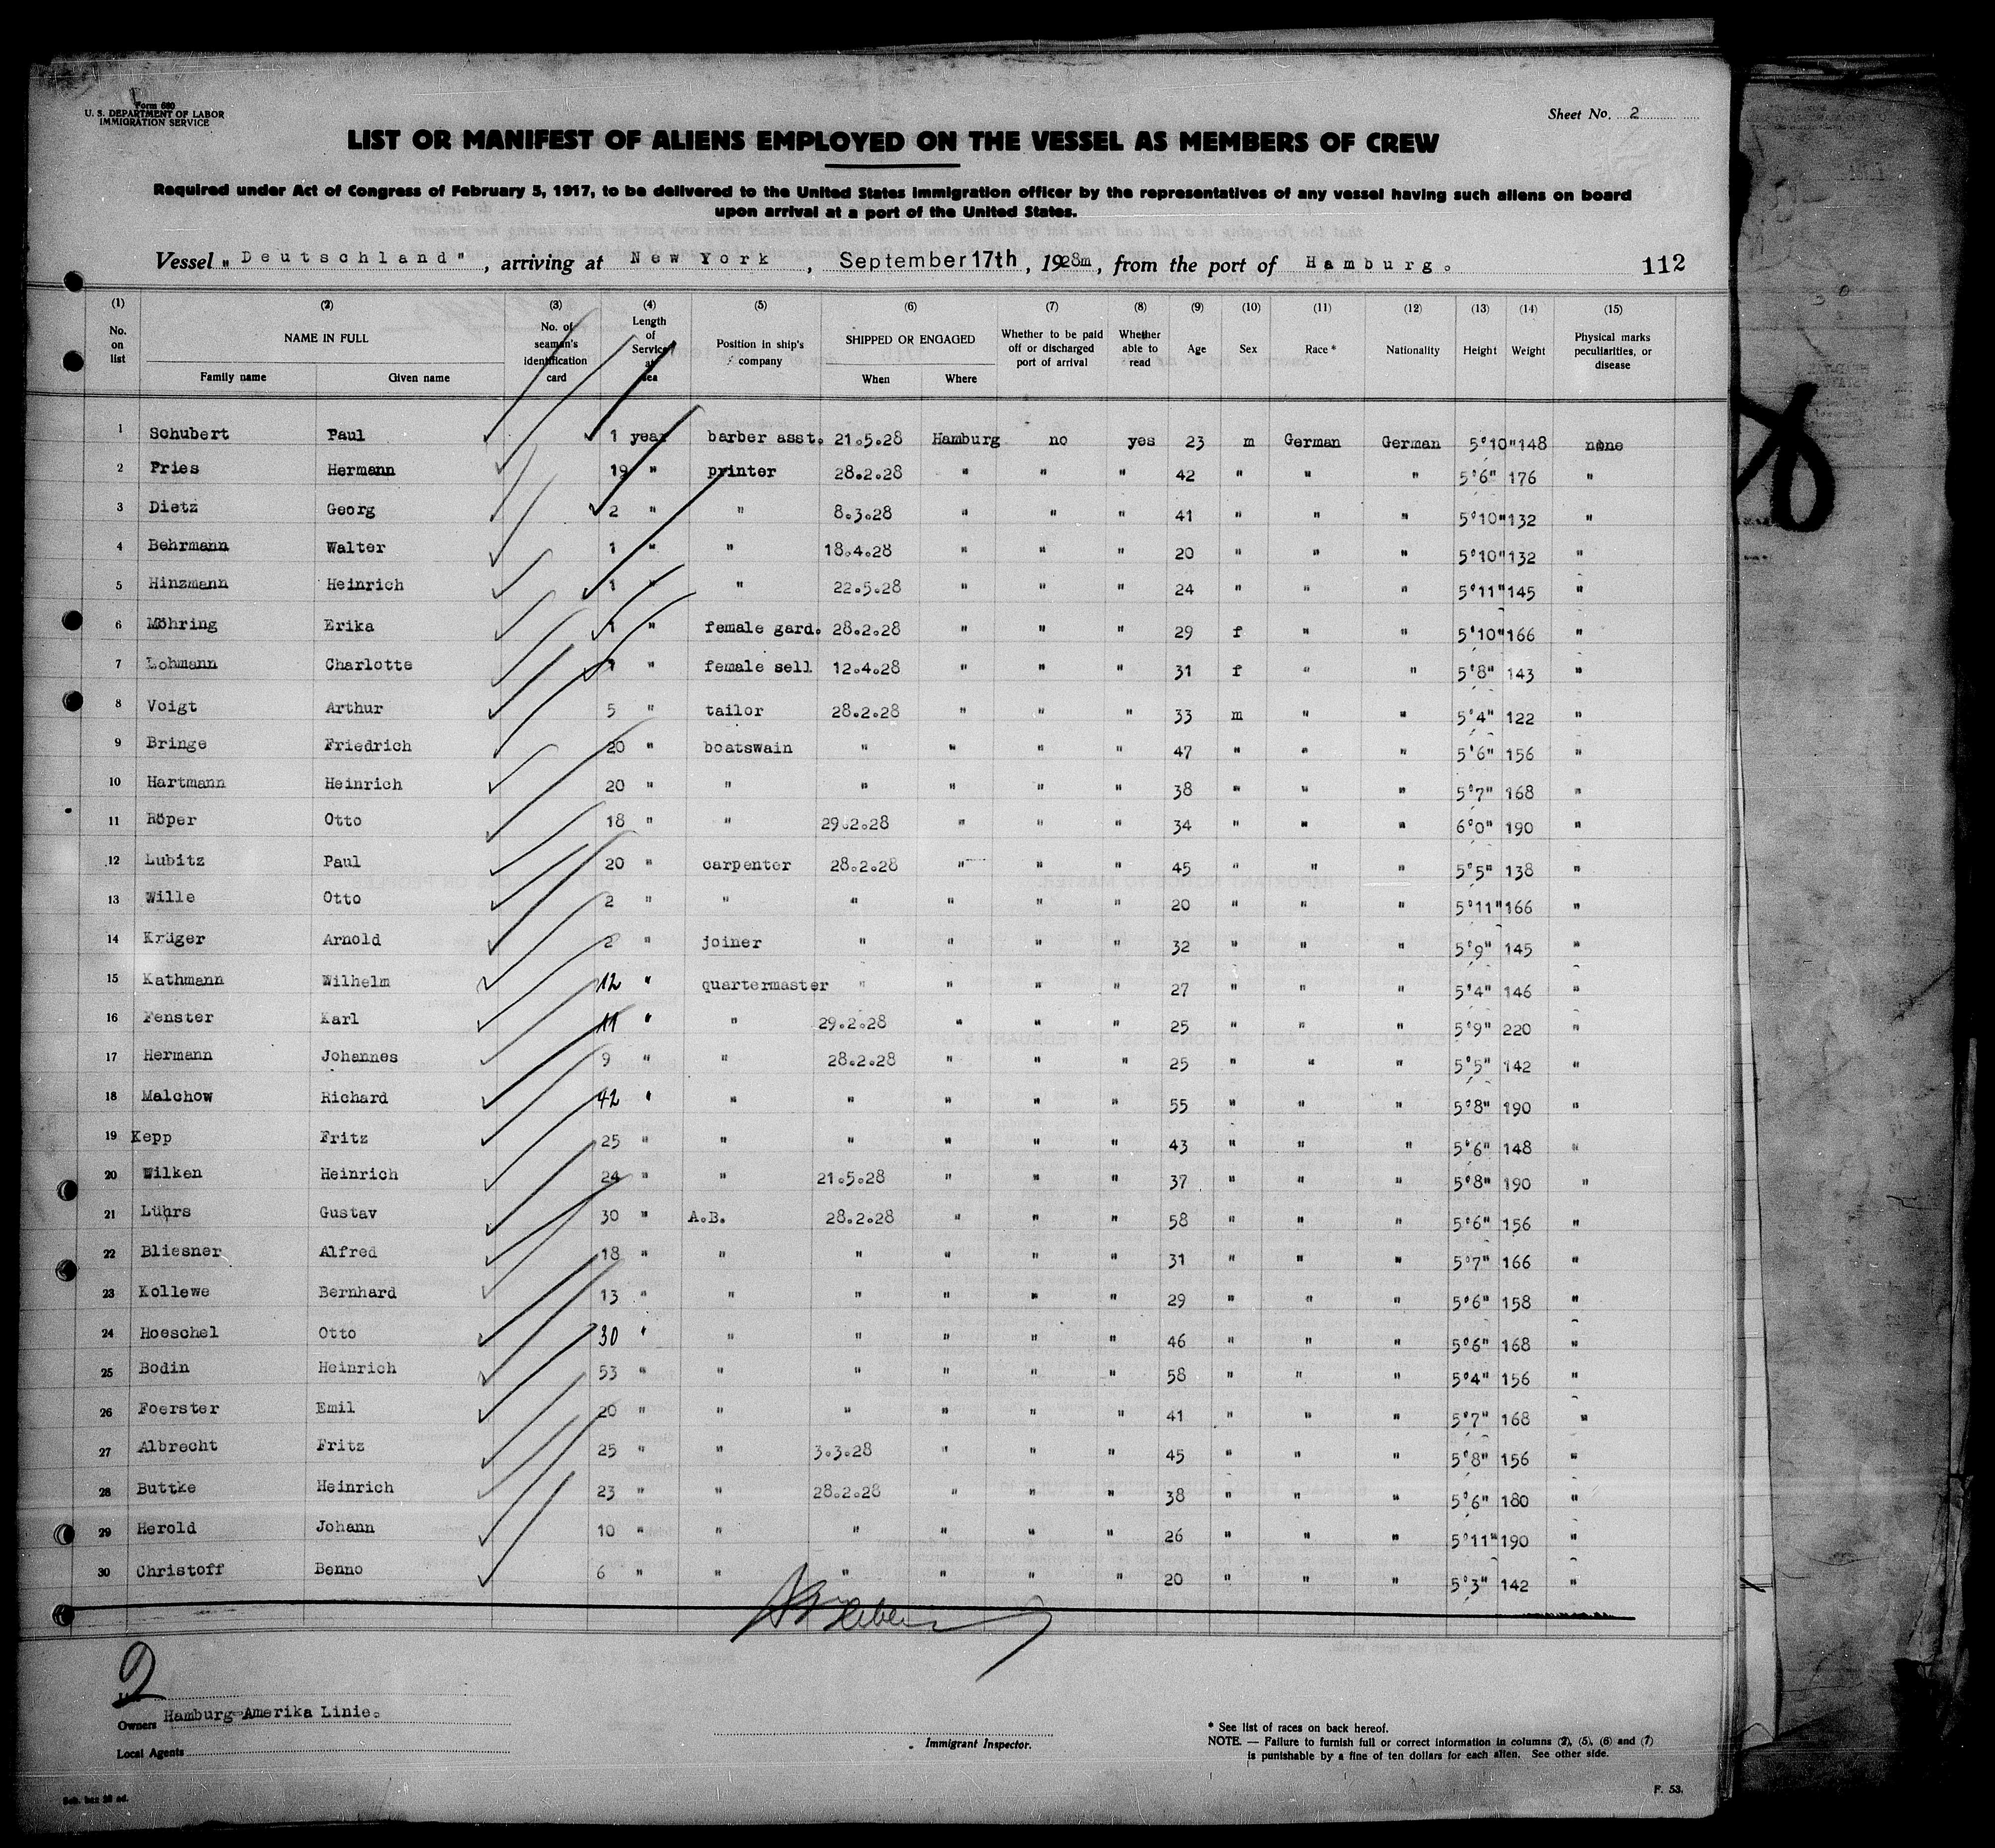 Form 680
U. S. DEPARTMENT OF LABOR
IMMIGRATION SERVICE
Sheet No. 2
LIST OR MANIFEST OF ALIENS EMPLOYED ON THE VESSEL AS MEMBERS OF CREW
Required under Act of Congress of February 5, 1917, to be delivered to the United States immigration officer by the representatives of any vessel having such aliens on board
upon arrival at a port of the United States.
Vessel "Deutschland", arriving at New York, September 17th, 1928m, from the port of Hamburg. 112
(1) (2) (3) (4) (5) (6) (7) (8) (9) (10) (11) (12) (13) (14) (15)
No. on list NAME IN FULL Family name Given name No. of seaman's identification card Length of Service at sea Position in ship's company SHIPPED OR ENGAGED When Where Whether to be paid off or discharged port of arrival Whether able to read Age Sex Race* Nationality Height Weight Physical marks peculiarities, or disease
1 Schubert Paul 1 year barber asst. 21.5.28 Hamburg no yes 23 m German German 5'10" 148 none
2 Fries Hermann 19 " printer 28.2.28 " " " 42 " " " 5'6" 176 "
3 Dietz Georg 2 " " 8.3.28 " " " 41 " " " 5'10" 132 "
4 Behrmann Walter 1 " " 18.4.28 " " " 20 " " " 5'10" 132 "
5 Hinzmann Heinrich 1 " " 22.5.28 " " " 24 " " " 5'11" 145 "
6 Möhring Erika 1 " female gard. 28.2.28 " " " 29 f " " 5'10" 166 "
7 Lohmann Charlotte 1 " female sell 12.4.28 " " " 31 f " " 5'8" 143 "
8 Voigt Arthur 5 " tailor 28.2.28 " " " 33 m " " 5'4" 122 "
9 Bringe Friedrich 20 " boatswain " " " " 47 " " " 5'6" 156 "
10 Hartmann Heinrich 20 " " " " " " 38 " " " 5'7" 168 "
11 Röper Otto 18 " " 29.2.28 " " " 34 " " " 6'0" 190 "
12 Lubitz Paul 20 " carpenter 28.2.28 " " " 45 " " " 5'5" 138 "
13 Wille Otto 2 " " " " " " 20 " " " 5'11" 166 "
14 Krüger Arnold 2 " joiner " " " " 32 " " " 5'9" 145 "
15 Kathmann Wilhelm 12 " quartermaster " " " " 27 " " " 5'4" 146 "
16 Fenster Karl 11 " " 29.2.28 " " " 25 " " " 5'9" 220 "
17 Hermann Johannes 9 " " 28.2.28 " " " 25 " " " 5'5" 142 "
18 Malchow Richard 42 " " " " " " 55 " " " 5'8" 190 "
19 Kepp Fritz 25 " " " " " " 43 " " " 5'6" 148 "
20 Wilken Heinrich 24 " " 21.5.28 " " " 37 " " " 5'8" 190 "
21 Lührs Gustav 30 " A.B. 28.2.28 " " " 58 " " " 5'6" 156 "
22 Bliesner Alfred 18 " " " " " " 31 " " " 5'7" 166 "
23 Kollewe Bernhard 13 " " " " " " 29 " " " 5'6" 158 "
24 Hoeschel Otto 30 " " " " " " 46 " " " 5'6" 168 "
25 Bodin Heinrich 53 " " " " " " 58 " " " 5'4" 156 "
26 Foerster Emil 20 " " " " " " 41 " " " 5'7" 168 "
27 Albrecht Fritz 25 " " 3.3.28 " " " 45 " " " 5'8" 156 "
28 Buttke Heinrich 23 " " 28.2.28 " " " 38 " " " 5'6" 180 "
29 Herold Johann 10 " " " " " " 26 " " " 5'11" 190 "
30 Christoff Benno 6 " " " " " " 20 " " " 5'3" 142 "
2
Owners Hamburg-Amerika Linie.
Local Agents
Immigrant Inspector.
* See list of races on back hereof.
NOTE. — Failure to furnish full or correct information in columns (2), (5), (6) and (7)
is punishable by a fine of ten dollars for each alien. See other side.
F. 53.